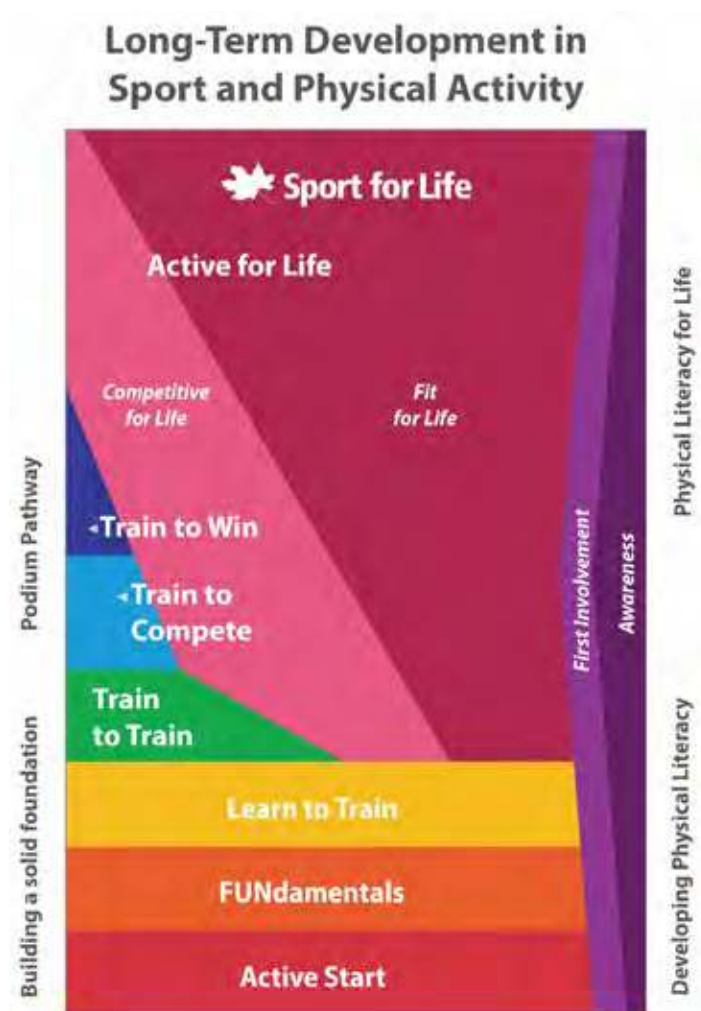 Long-Term Development in
Sport and Physical Activity
Sport for Life
Active for Life
Competitive
for Life
Fit
for Life
Train to Win
Train to
Compete
Train
to Train
Learn to Train
FUNdamentals
Active Start
Podium Pathway
Building a solid foundation
First Involvement
Awareness
Physical Literacy for Life
Developing Physical Literacy